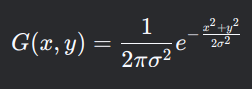 G(x, y) = \frac{1}{2\pi\sigma^2} e^{-\frac{x^2+y^2}{2\sigma^2}}